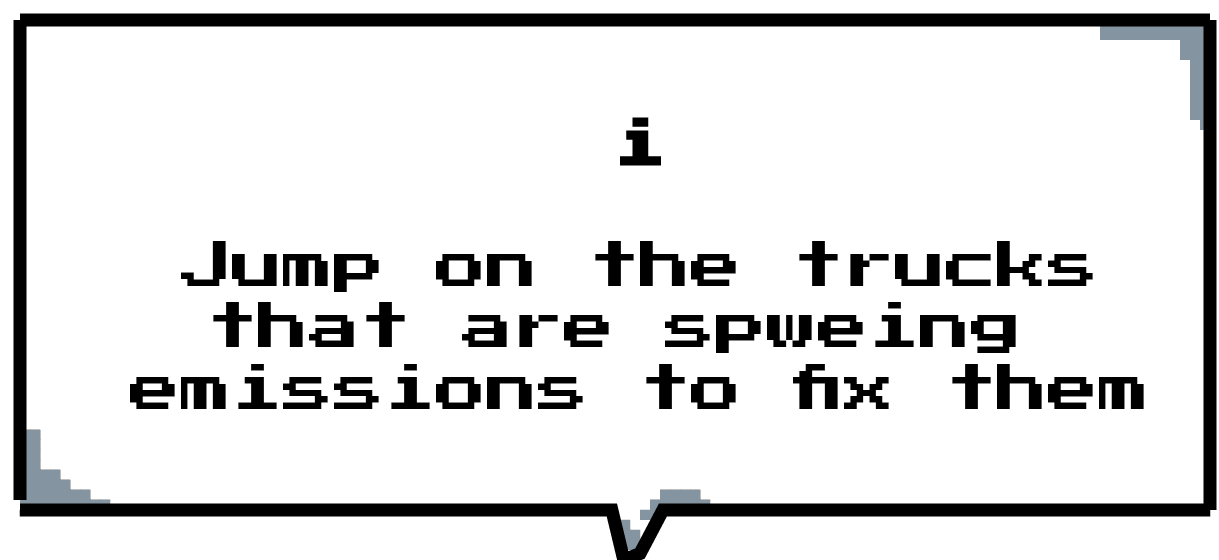 i
Jump on the trucks
that are spweing
emissions to fix them